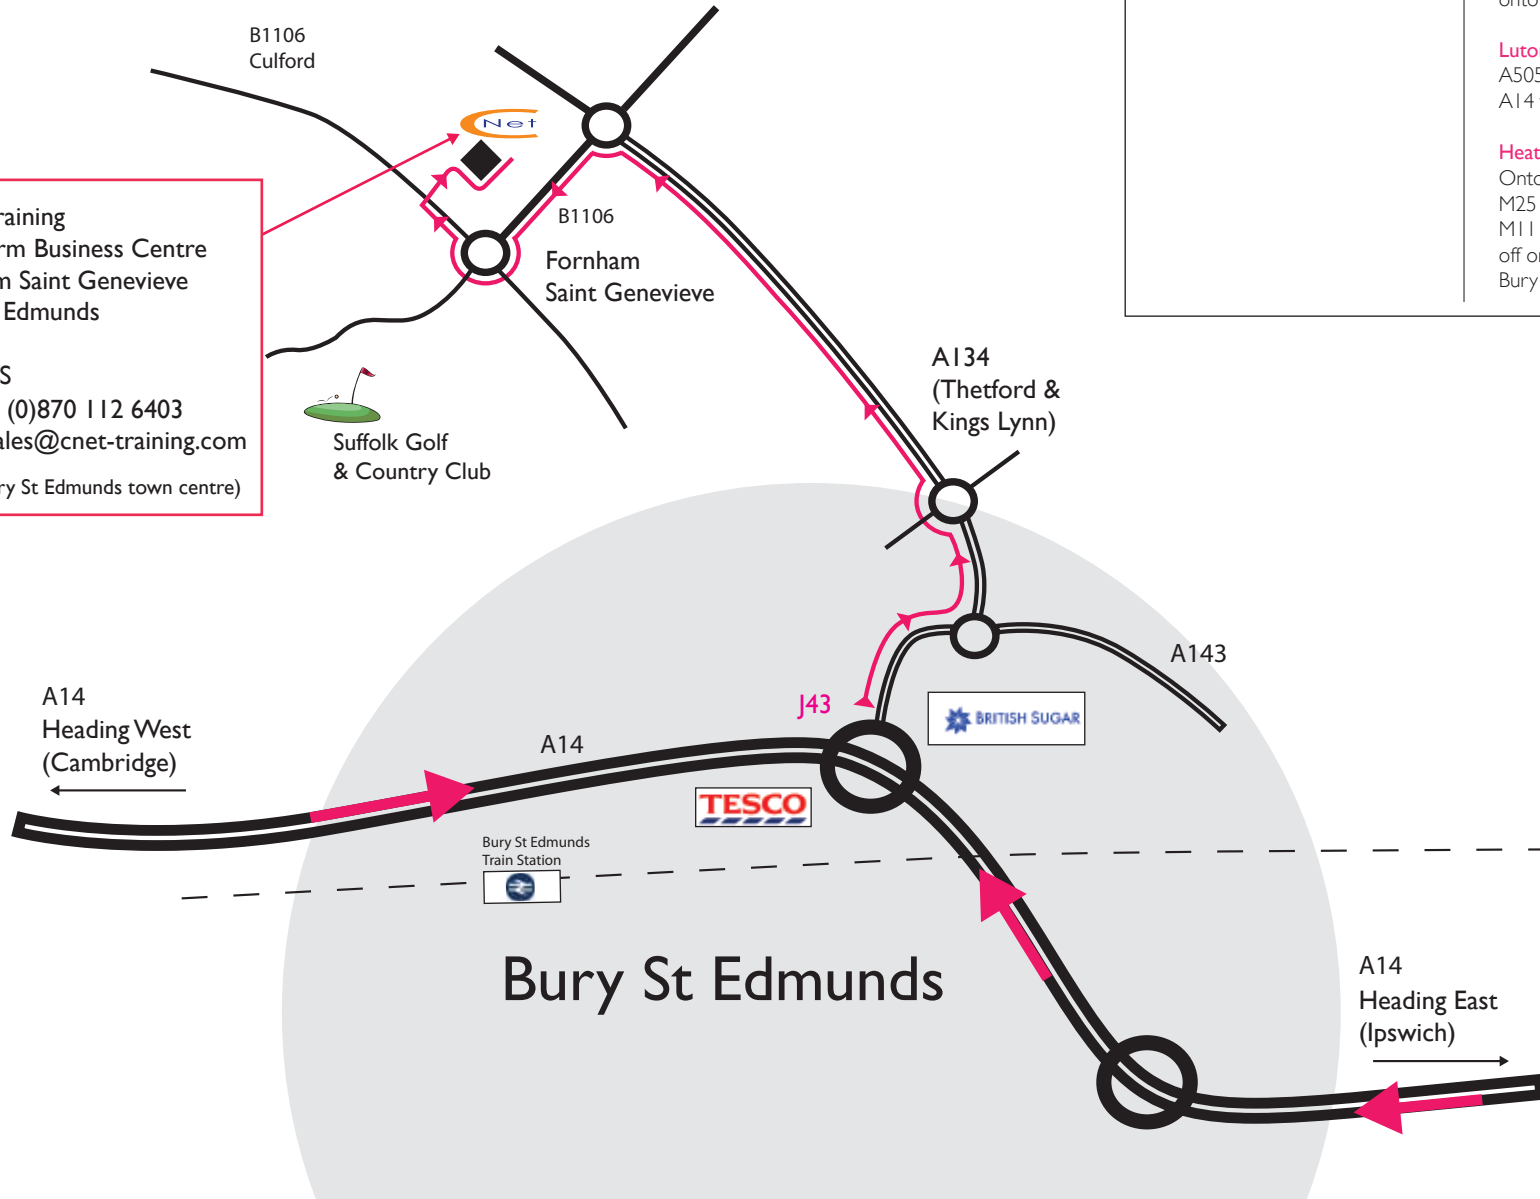 B1106
Culford
Net
raining
rm Business Centre
Saint Genevieve
Edmunds
S
(0)870 112 6403
ales@cnet-training.com
ry St Edmunds town centre)
B1106
Fornham
Saint Genevieve
Suffolk Golf
& Country Club
A134
(Thetford &
Kings Lynn)
A143
J43
BRITISH SUGAR
A14
Heading West
(Cambridge)
A14
TESCO
Bury St Edmunds
Train Station
Bury St Edmunds
A14
Heading East
(Ipswich)
onto
Luto
A505
A14
Heat
Onto
M25
M11
off o
Bury